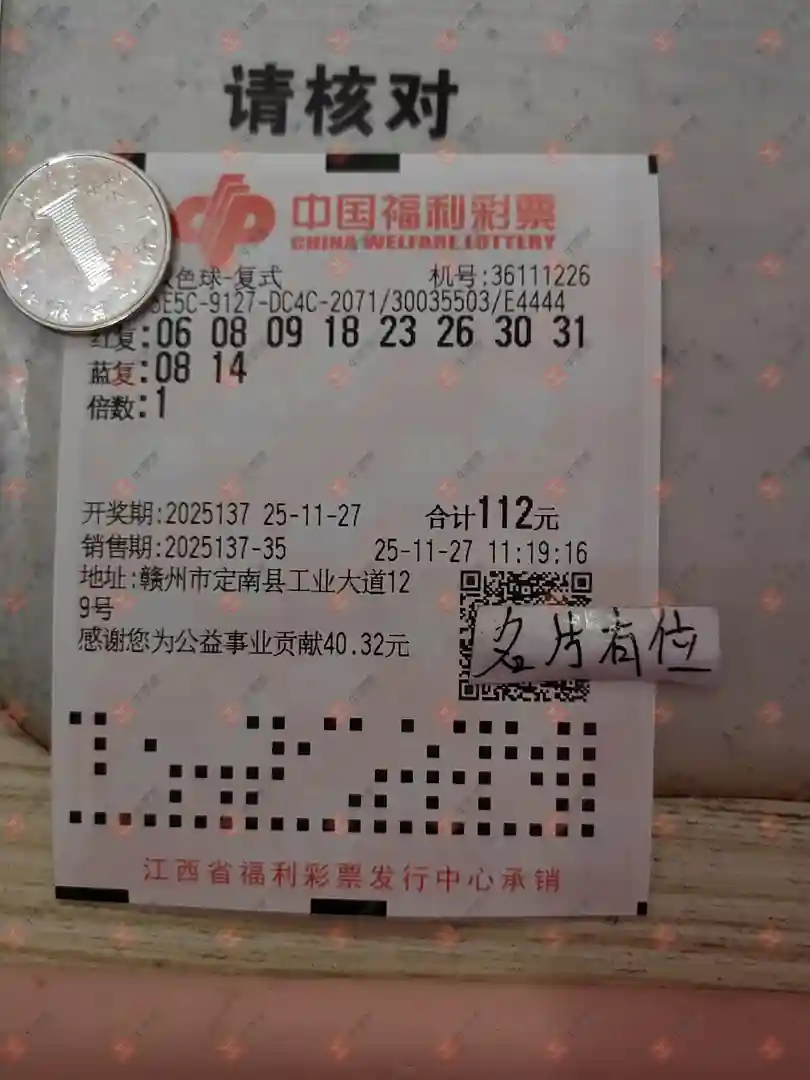 请核对
中国福利彩票
CHINA WELFARE LOTTERY
色球-复式 机号:36111226
5E5C-9127-DC4C-2071/30035503/E4444
红复:06 08 09 18 23 26 30 31
蓝复:08 14
倍数:1
开奖期:2025137 25-11-27 合计112元
销售期:2025137-35 25-11-27 11:19:16
地址:赣州市定南县工业大道12
9号
感谢您为公益事业贡献40.32元
名片有位
江西省福利彩票发行中心承销